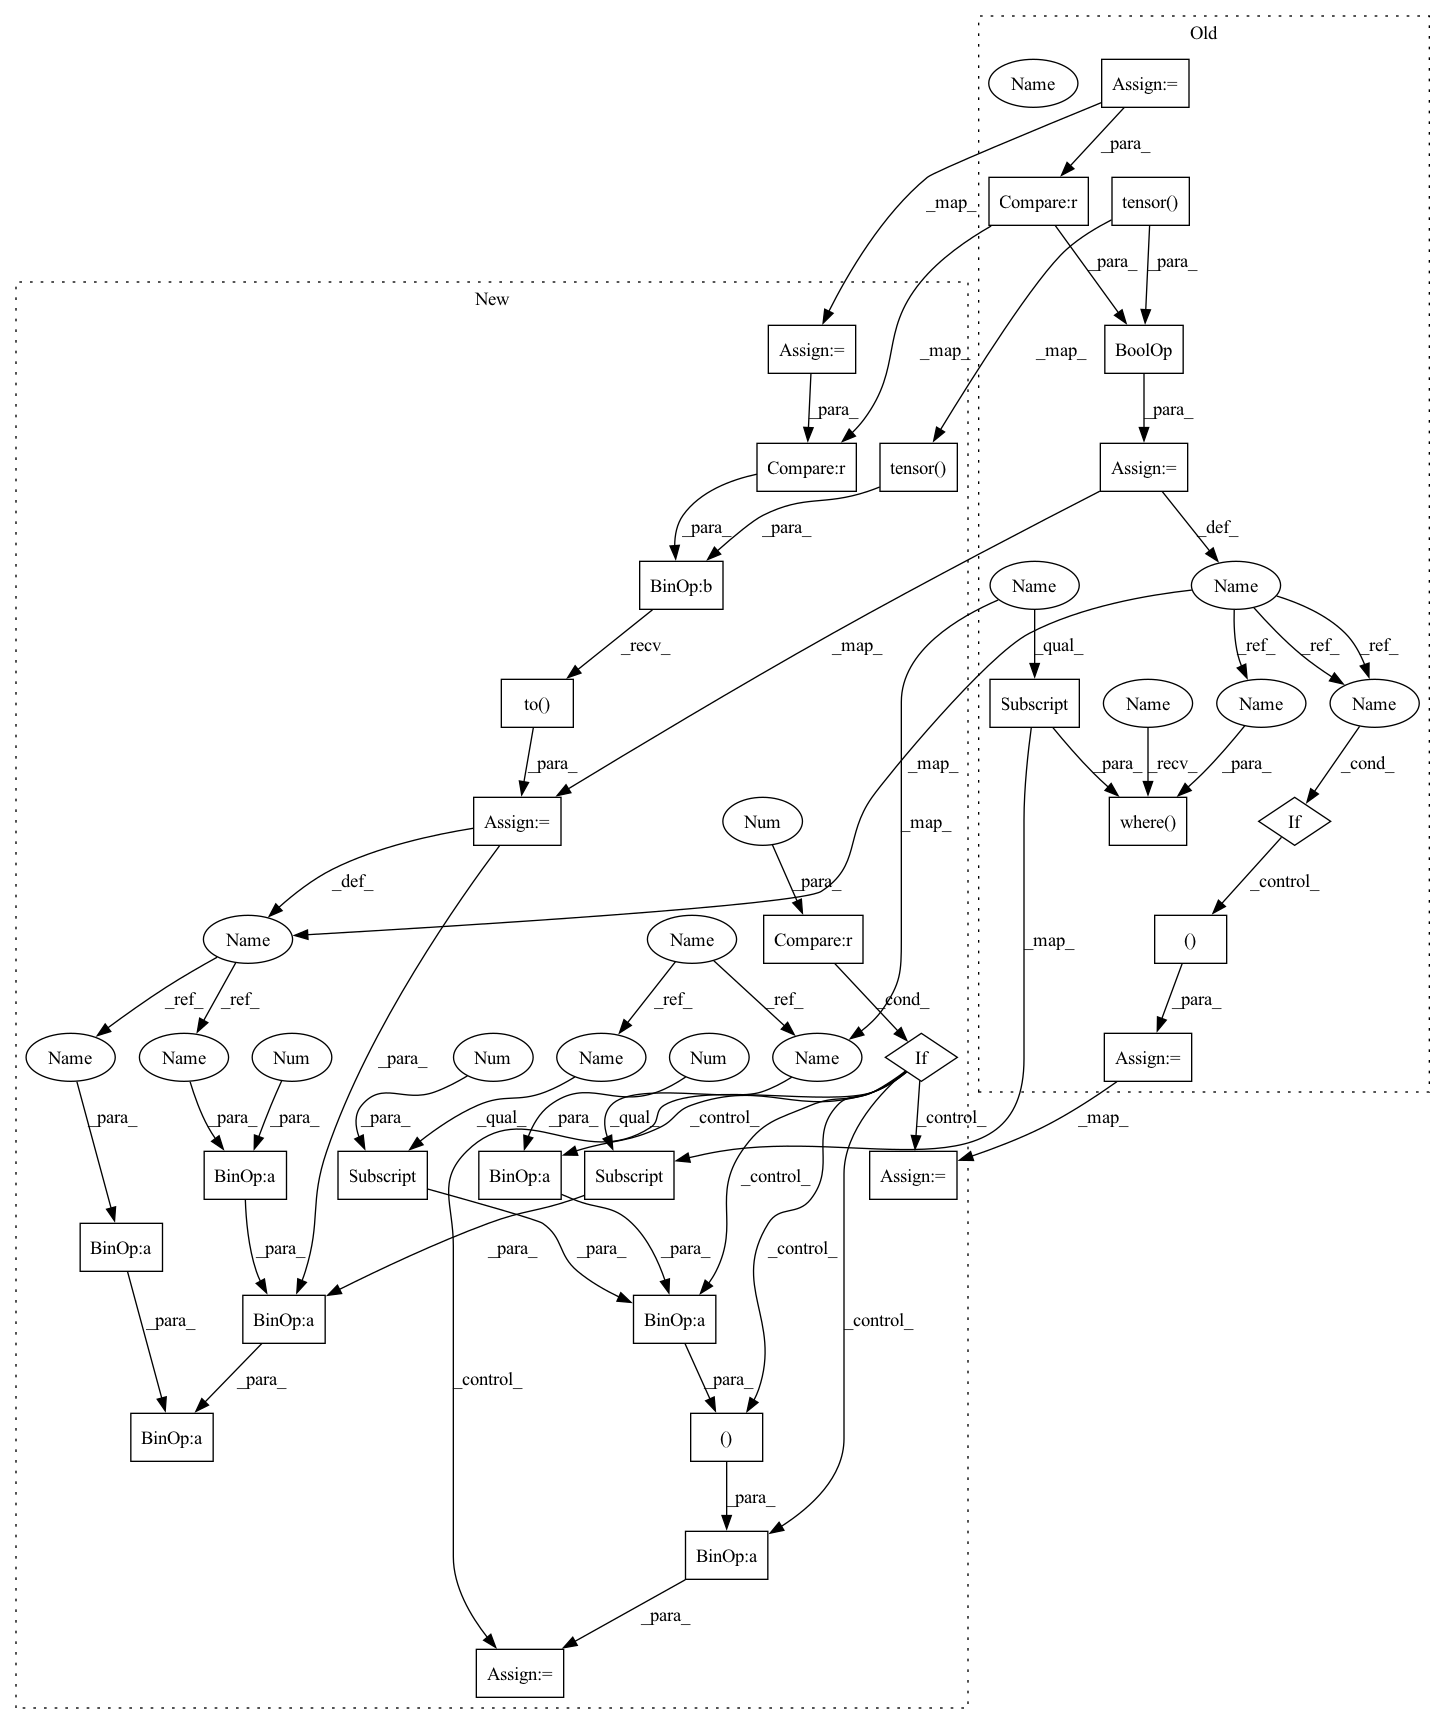 Old
Name
Assign:=
_para_
_map_
Compare:r
tensor()
_para_
_para_
New
Assign:=
BoolOp
_map_
_map_
_para_
_para_
Compare:r
tensor()
Assign:=
_para_
_para_
_def_
BinOp:b
Name
Name
_recv_
_map_
_qual_
_ref_
_ref_
_ref_
to()
Subscript
Name
Name
Name
_para_
_map_
_para_
_recv_
_para_
_cond_
Assign:=
Num
_map_
where()
If
_def_
_para_
_control_
Name
Name
Compare:r
_map_
()
_ref_
_ref_
_ref_
_ref_
_cond_
_para_
Name
Name
Num
_para_
Num
Name
Num
Name
If
Assign:=
_para_
_para_
_para_
_para_
_qual_
_para_
_qual_
_control_
_control_
_map_
BinOp:a
Subscript
BinOp:a
Subscript
_control_
Assign:=
BinOp:a
_para_
_para_
_para_
_para_
_control_
BinOp:a
BinOp:a
_control_
_para_
_para_
_control_
_para_
BinOp:a
()
_para_
BinOp:a
_para_
Assign:=